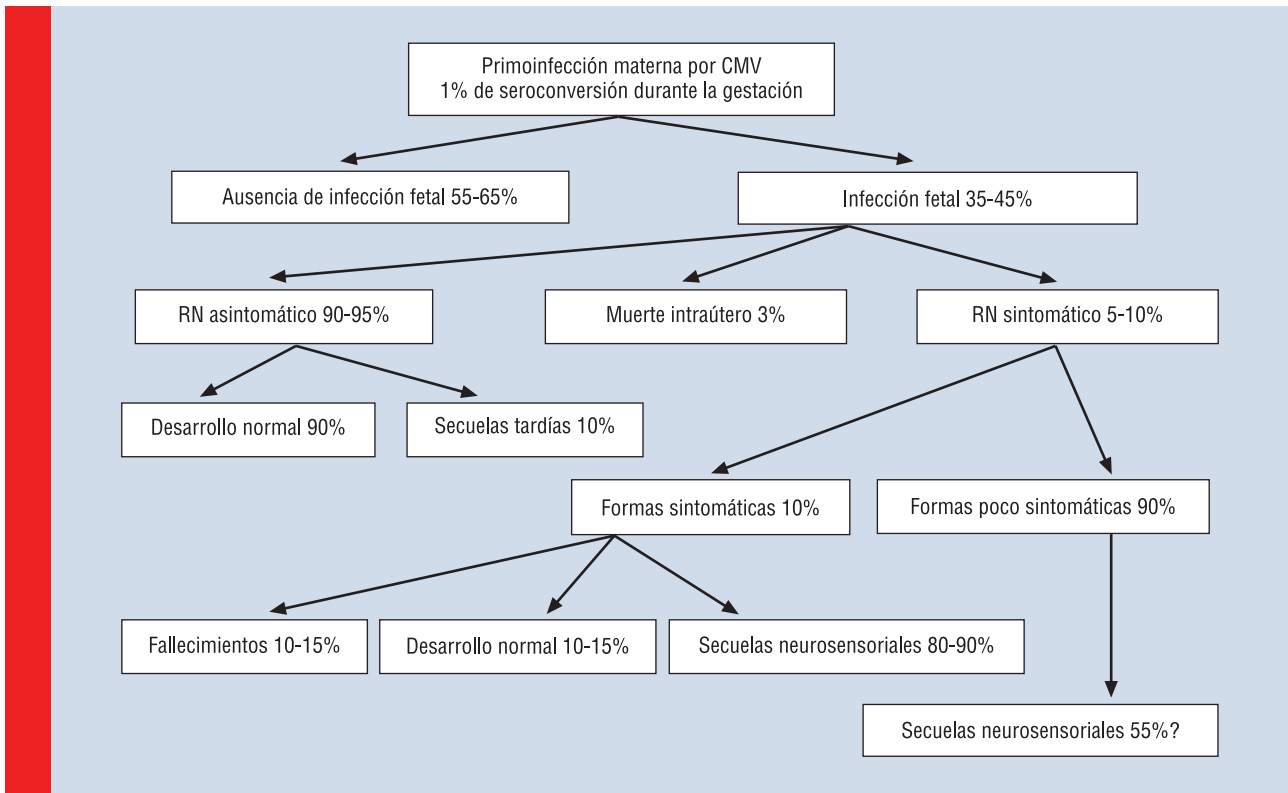 Primoinfección materna por CMV
1% de seroconversión durante la gestación
Ausencia de infección fetal 55-65%
Infección fetal 35-45%
RN asintomático 90-95%
Muerte intraútero 3%
RN sintomático 5-10%
Desarrollo normal 90%
Secuelas tardías 10%
Formas sintomáticas 10%
Formas poco sintomáticas 90%
Fallecimientos 10-15%
Desarrollo normal 10-15%
Secuelas neurosensoriales 80-90%
Secuelas neurosensoriales 55%?